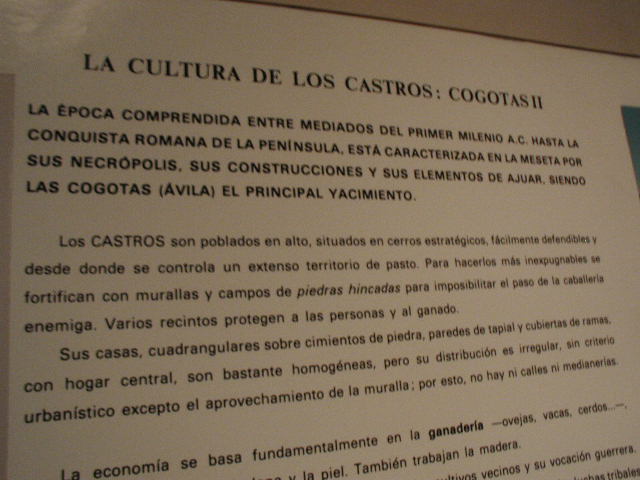 LA CULTURA DE LOS CASTROS: COGOTAS II
LA ÉPOCA COMPRENDIDA ENTRE MEDIADOS DEL PRIMER MILENIO A.C. HASTA LA
CONQUISTA ROMANA DE LA PENÍNSULA, ESTÁ CARACTERIZADA EN LA MESETA POR
SUS NECRÓPOLIS, SUS CONSTRUCCIONES Y SUS ELEMENTOS DE AJUAR, SIENDO
LAS COGOTAS (ÁVILA) EL PRINCIPAL YACIMIENTO.
Los CASTROS son poblados en alto, situados en cerros estratégicos, fácilmente defendibles y
desde donde se controla un extenso territorio de pasto. Para hacerlos más inexpugnables se
fortifican con murallas y campos de piedras hincadas para imposibilitar el paso de la caballería
enemiga. Varios recintos protegen a las personas y al ganado.
Sus casas, cuadrangulares sobre cimientos de piedra, paredes de tapial y cubiertas de ramas,
con hogar central, son bastante homogéneas, pero su distribución es irregular, sin criterio
urbanístico excepto el aprovechamiento de la muralla; por esto, no hay ni calles ni medianerías.
La economía se basa fundamentalmente en la ganadería —ovejas, vacas, cerdos...—,
y la piel. También trabajan la madera.
vecinos y su vocación guerrera.
tribales